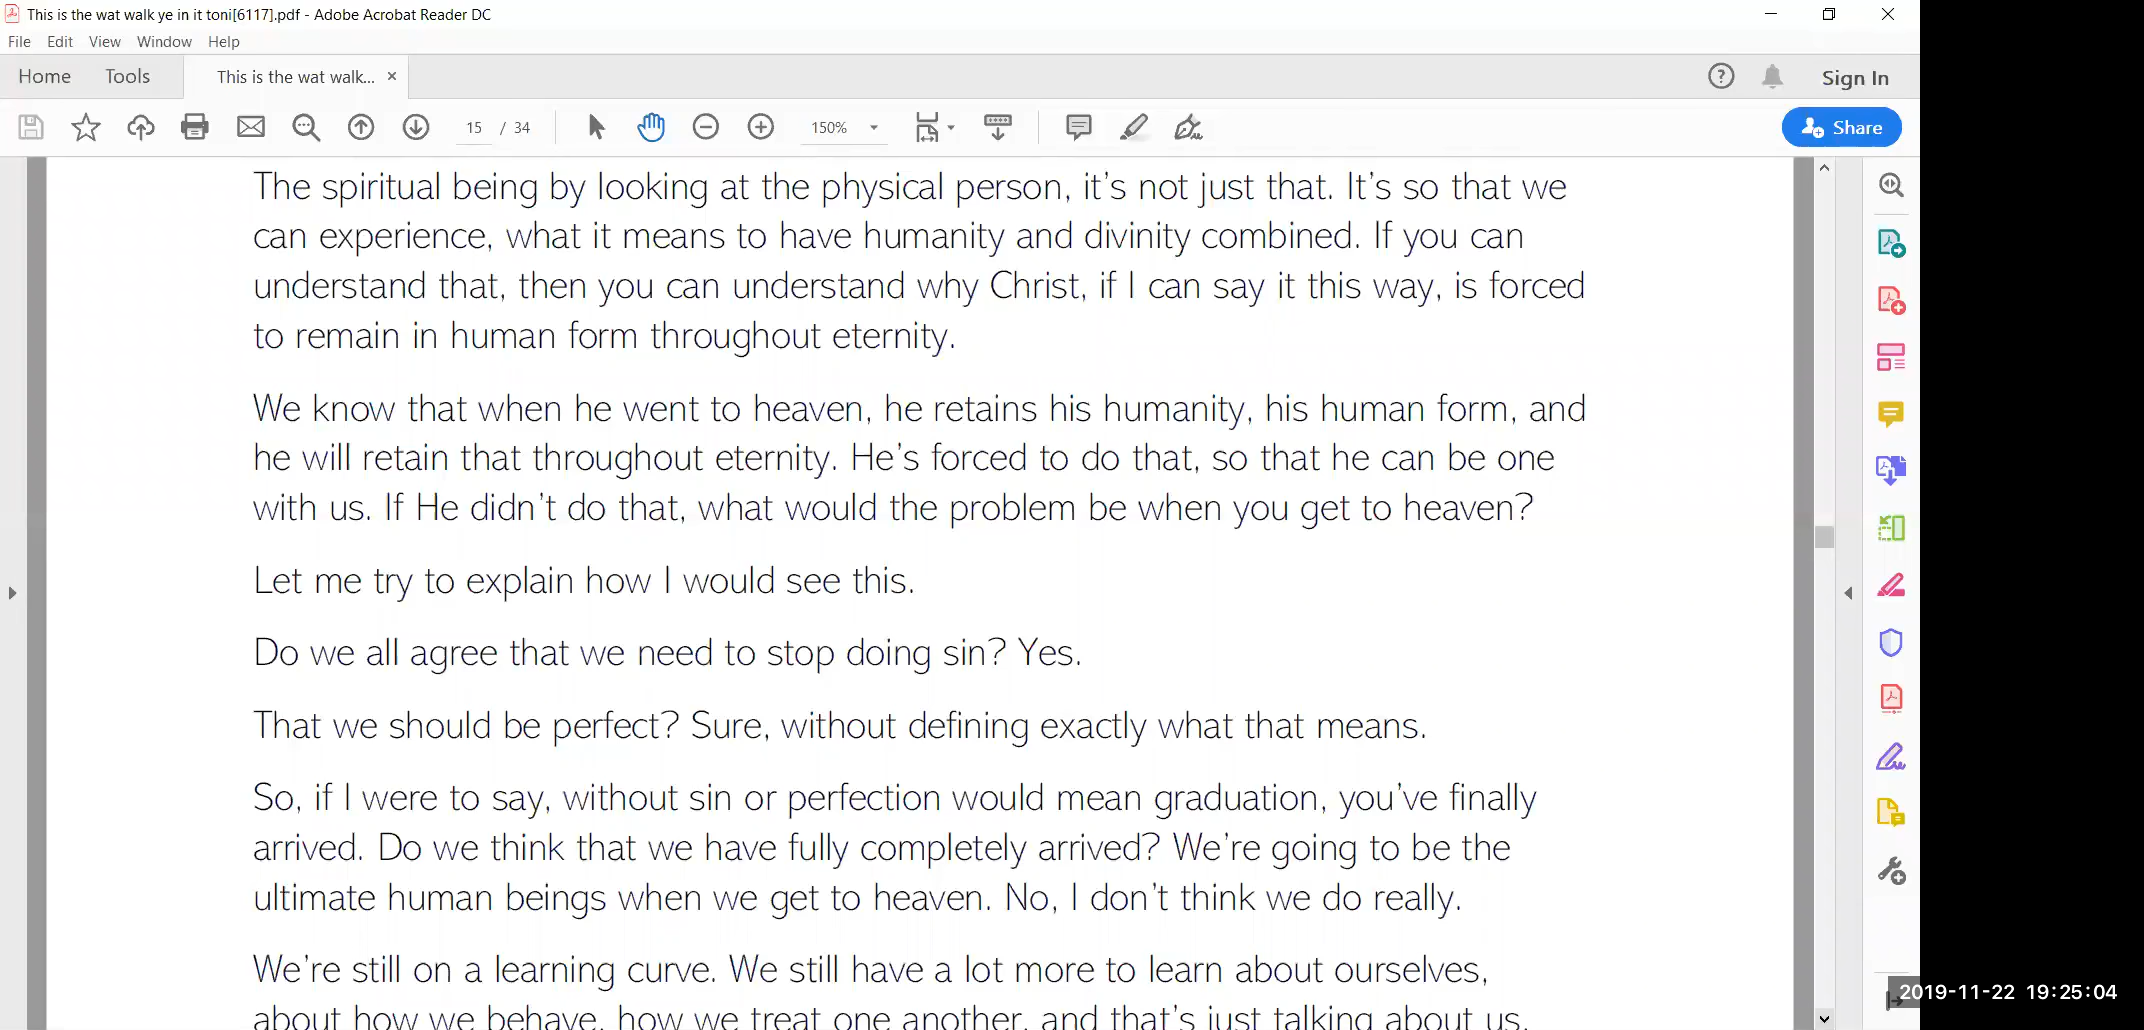 This is the wat walk ye in it toni[6117].pdf - Adobe Acrobat Reader DC
File Edit View Window Help
Home Tools This is the wat walk... × Sign In
15 / 34 150% Share
The spiritual being by looking at the physical person, it's not just that. It's so that we
can experience, what it means to have humanity and divinity combined. If you can
understand that, then you can understand why Christ, if I can say it this way, is forced
to remain in human form throughout eternity.
We know that when he went to heaven, he retains his humanity, his human form, and
he will retain that throughout eternity. He's forced to do that, so that he can be one
with us. If He didn't do that, what would the problem be when you get to heaven?
Let me try to explain how I would see this.
Do we all agree that we need to stop doing sin? Yes.
That we should be perfect? Sure, without defining exactly what that means.
So, if I were to say, without sin or perfection would mean graduation, you've finally
arrived. Do we think that we have fully completely arrived? We're going to be the
ultimate human beings when we get to heaven. No, I don't think we do really.
We're still on a learning curve. We still have a lot more to learn about ourselves,
about how we behave, how we treat one another, and that's just talking about us.
2019-11-22 19:25:04